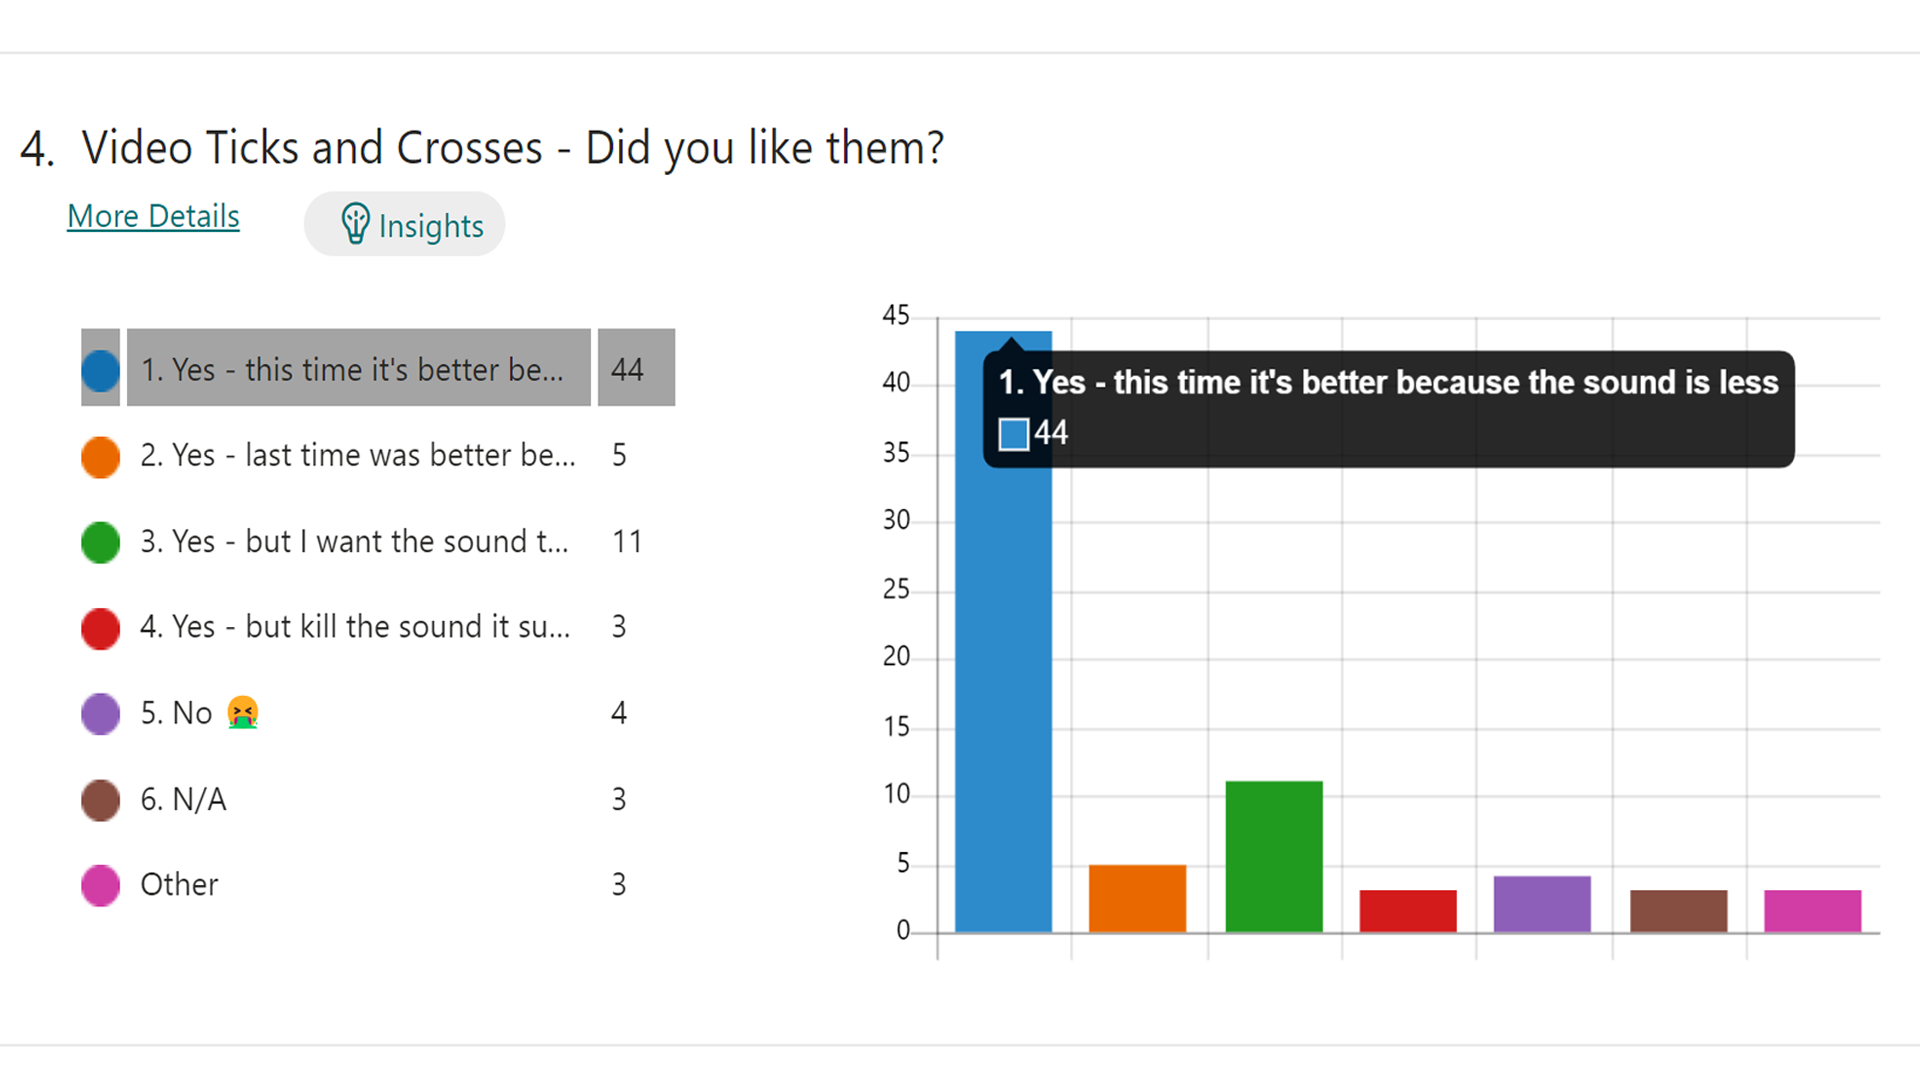 4. Video Ticks and Crosses - Did you like them?
More Details
Insights
1. Yes - this time it's better be... 44
2. Yes - last time was better be... 5
3. Yes - but I want the sound t... 11
4. Yes - but kill the sound it su... 3
5. No 🤮 4
6. N/A 3
Other 3
45
40
35
30
25
20
15
10
5
0
1. Yes - this time it's better because the sound is less
44